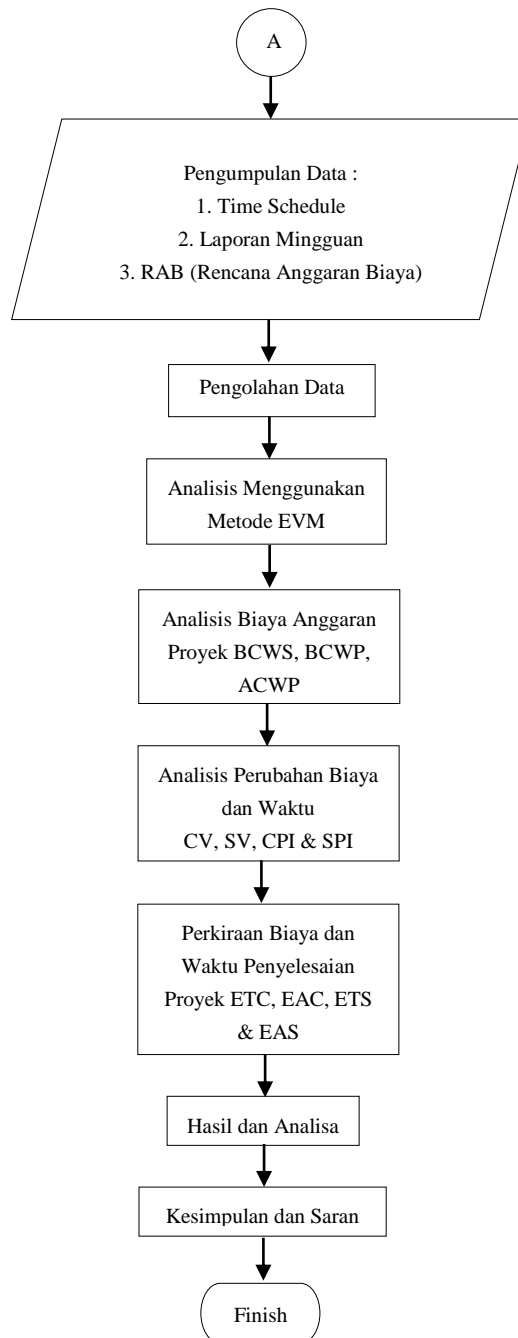 A
Pengumpulan Data :
1. Time Schedule
2. Laporan Mingguan
3. RAB (Rencana Anggaran Biaya)
Pengolahan Data
Analisis Menggunakan
Metode EVM
Analisis Biaya Anggaran
Proyek BCWS, BCWP,
ACWP
Analisis Perubahan Biaya
dan Waktu
CV, SV, CPI & SPI
Perkiraan Biaya dan
Waktu Penyelesaian
Proyek ETC, EAC, ETS
& EAS
Hasil dan Analisa
Kesimpulan dan Saran
Finish